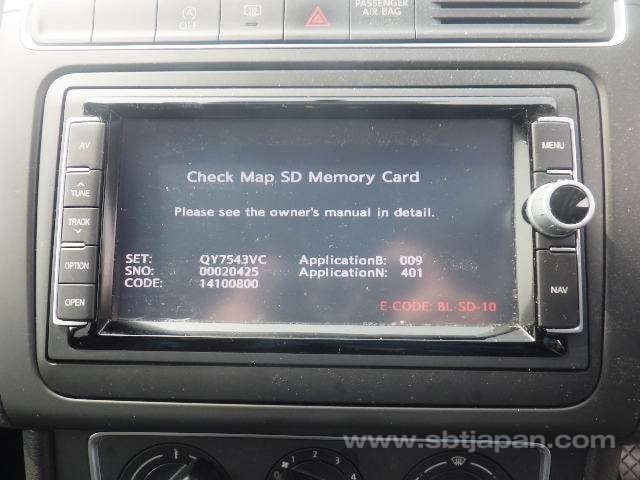 PASSENGER
AIR BAG
AV
TUNE
TRACK
OPTION
OPEN
Check Map SD Memory Card
Please see the owner's manual in detail.
SET: QY7543VC ApplicationB: 009
SNO: 00020425 ApplicationN: 401
CODE: 14100800
E-CODE: BL-SD-10
MENU
NAV
0
4
www.sbtjapan.com